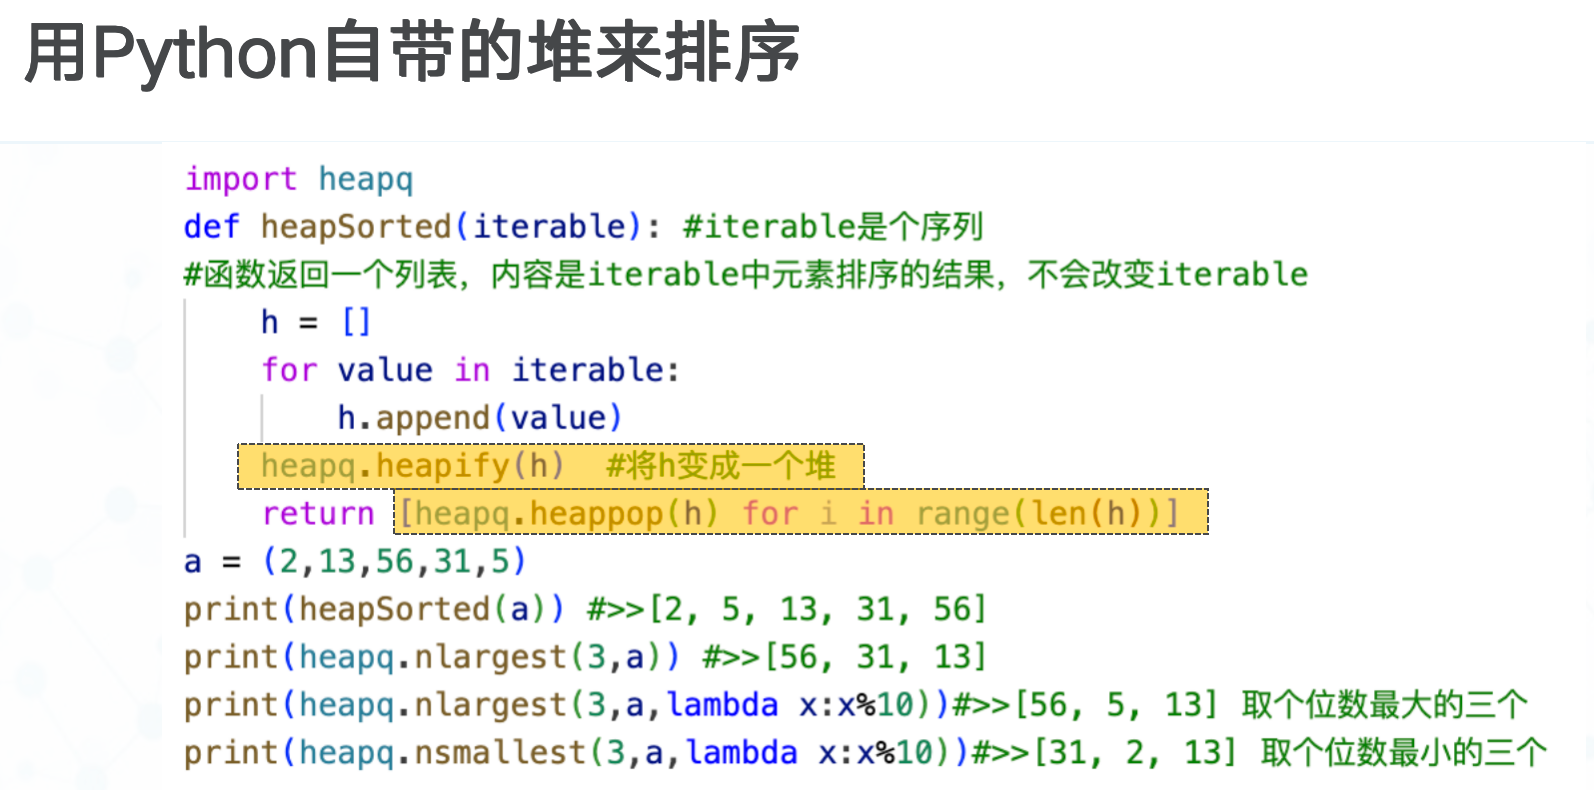 用Python自带的堆来排序
import heapq
def heapSorted(iterable): #iterable是个序列
#函数返回一个列表，内容是iterable中元素排序的结果，不会改变iterable
h = []
for value in iterable:
h.append(value)
heapq.heapify(h) #将h变成一个堆
return [heapq.heappop(h) for i in range(len(h))]
a = (2,13,56,31,5)
print(heapSorted(a)) #>>[2, 5, 13, 31, 56]
print(heapq.nlargest(3,a)) #>>[56, 31, 13]
print(heapq.nlargest(3,a,lambda x:x%10))#>>[56, 5, 13] 取个位数最大的三个
print(heapq.nsmallest(3,a,lambda x:x%10))#>>[31, 2, 13] 取个位数最小的三个